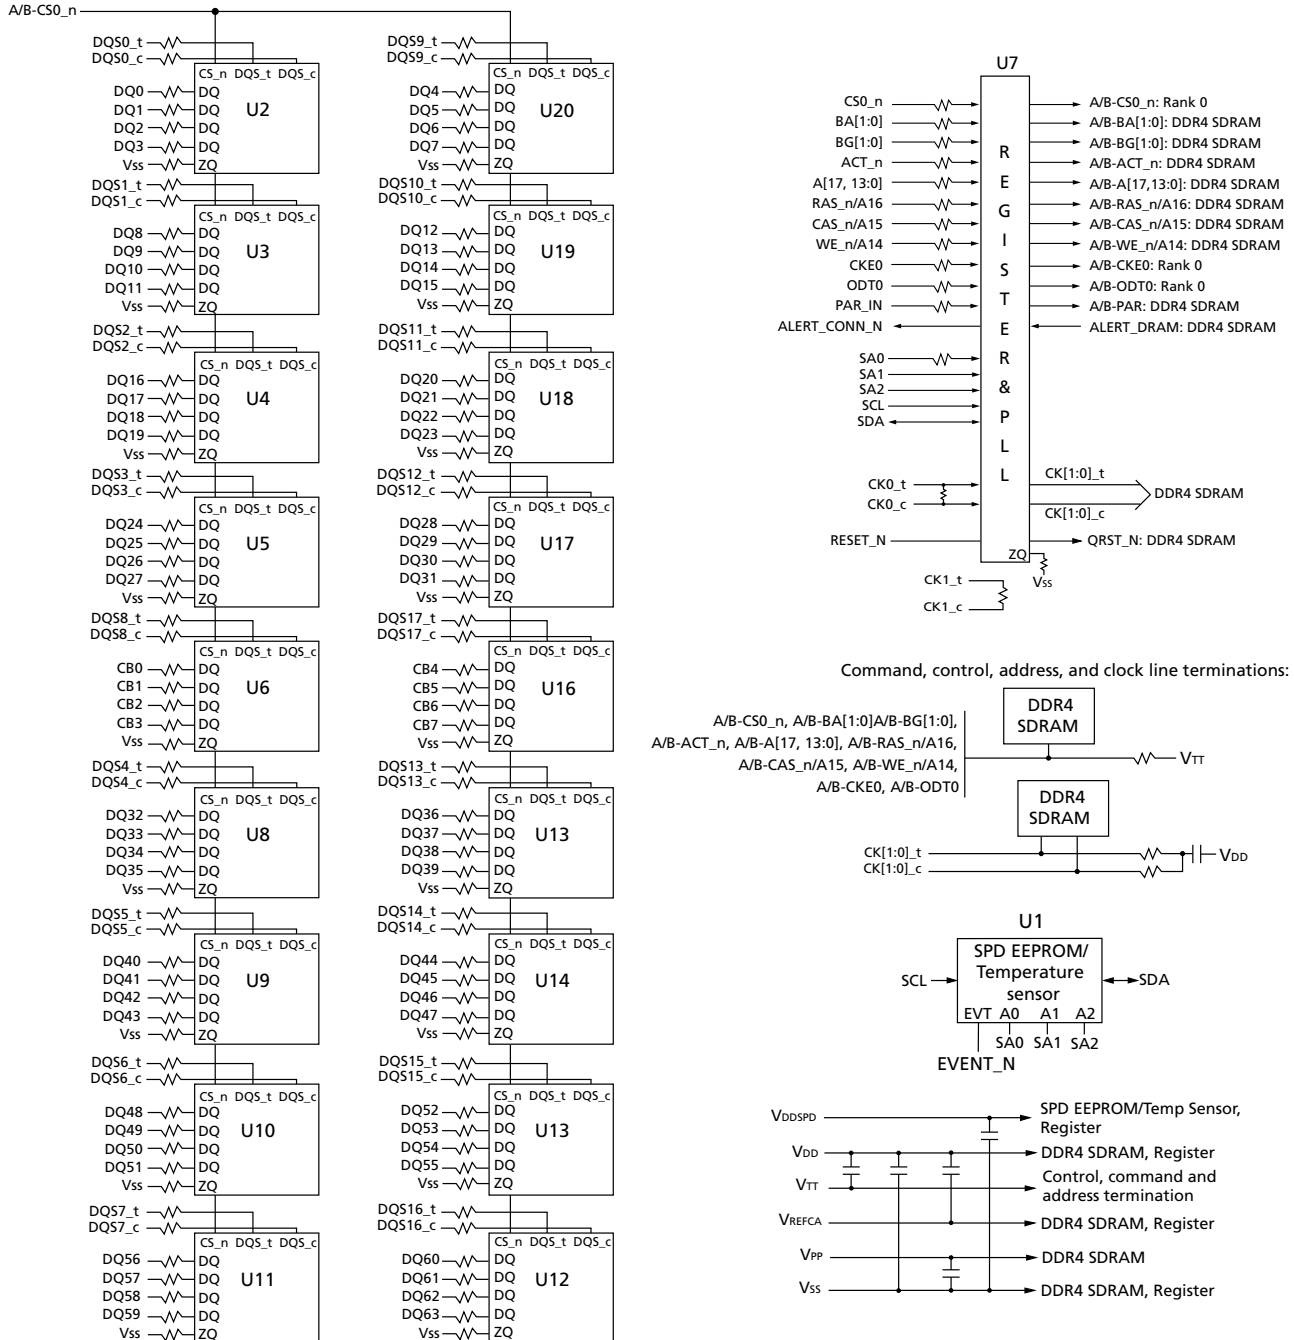 A/B-CS0_n
DQS0_t
DQS0_c
CS_n DQS_t DQS_c
DQ0 DQ
DQ1 DQ
U2
DQ2 DQ
DQ3 DQ
Vss ZQ
DQS1_t
DQS1_c
CS_n DQS_t DQS_c
DQ8 DQ
DQ9 DQ
U3
DQ10 DQ
DQ11 DQ
Vss ZQ
DQS2_t
DQS2_c
CS_n DQS_t DQS_c
DQ16 DQ
DQ17 DQ
U4
DQ18 DQ
DQ19 DQ
Vss ZQ
DQS3_t
DQS3_c
CS_n DQS_t DQS_c
DQ24 DQ
DQ25 DQ
U5
DQ26 DQ
DQ27 DQ
Vss ZQ
DQS8_t
DQS8_c
CS_n DQS_t DQS_c
CB0 DQ
CB1 DQ
U6
CB2 DQ
CB3 DQ
Vss ZQ
DQS4_t
DQS4_c
CS_n DQS_t DQS_c
DQ32 DQ
DQ33 DQ
U8
DQ34 DQ
DQ35 DQ
Vss ZQ
DQS5_t
DQS5_c
CS_n DQS_t DQS_c
DQ40 DQ
DQ41 DQ
U9
DQ42 DQ
DQ43 DQ
Vss ZQ
DQS6_t
DQS6_c
CS_n DQS_t DQS_c
DQ48 DQ
DQ49 DQ
U10
DQ50 DQ
DQ51 DQ
Vss ZQ
DQS7_t
DQS7_c
CS_n DQS_t DQS_c
DQ56 DQ
DQ57 DQ
U11
DQ58 DQ
DQ59 DQ
Vss ZQ
DQS9_t
DQS9_c
CS_n DQS_t DQS_c
DQ4 DQ
DQ5 DQ
U20
DQ6 DQ
DQ7 DQ
Vss ZQ
DQS10_t
DQS10_c
CS_n DQS_t DQS_c
DQ12 DQ
DQ13 DQ
U19
DQ14 DQ
DQ15 DQ
Vss ZQ
DQS11_t
DQS11_c
CS_n DQS_t DQS_c
DQ20 DQ
DQ21 DQ
U18
DQ22 DQ
DQ23 DQ
Vss ZQ
DQS12_t
DQS12_c
CS_n DQS_t DQS_c
DQ28 DQ
DQ29 DQ
U17
DQ30 DQ
DQ31 DQ
Vss ZQ
DQS17_t
DQS17_c
CS_n DQS_t DQS_c
CB4 DQ
CB5 DQ
U16
CB6 DQ
CB7 DQ
Vss ZQ
DQS13_t
DQS13_c
CS_n DQS_t DQS_c
DQ36 DQ
DQ37 DQ
U13
DQ38 DQ
DQ39 DQ
Vss ZQ
DQS14_t
DQS14_c
CS_n DQS_t DQS_c
DQ44 DQ
DQ45 DQ
U14
DQ46 DQ
DQ47 DQ
Vss ZQ
DQS15_t
DQS15_c
CS_n DQS_t DQS_c
DQ52 DQ
DQ53 DQ
U13
DQ54 DQ
DQ55 DQ
Vss ZQ
DQS16_t
DQS16_c
CS_n DQS_t DQS_c
DQ60 DQ
DQ61 DQ
U12
DQ62 DQ
DQ63 DQ
Vss ZQ
U7
REGISTER & PLL
CS0_n A/B-CS0_n: Rank 0
BA[1:0] A/B-BA[1:0]: DDR4 SDRAM
BG[1:0] A/B-BG[1:0]: DDR4 SDRAM
ACT_n A/B-ACT_n: DDR4 SDRAM
A[17, 13:0] A/B-A[17,13:0]: DDR4 SDRAM
RAS_n/A16 A/B-RAS_n/A16: DDR4 SDRAM
CAS_n/A15 A/B-CAS_n/A15: DDR4 SDRAM
WE_n/A14 A/B-WE_n/A14: DDR4 SDRAM
CKE0 A/B-CKE0: Rank 0
ODT0 A/B-ODT0: Rank 0
PAR_IN A/B-PAR: DDR4 SDRAM
ALERT_CONN_N ALERT_DRAM: DDR4 SDRAM
SA0
SA1
SA2
SCL
SDA
CK0_t CK[1:0]_t
DDR4 SDRAM
CK0_c CK[1:0]_c
RESET_N QRST_N: DDR4 SDRAM
ZQ
Vss
CK1_t
CK1_c
Command, control, address, and clock line terminations:
DDR4
SDRAM
A/B-CS0_n, A/B-BA[1:0]A/B-BG[1:0],
A/B-ACT_n, A/B-A[17, 13:0], A/B-RAS_n/A16,
A/B-CAS_n/A15, A/B-WE_n/A14,
A/B-CKE0, A/B-ODT0
VTT
DDR4
SDRAM
CK[1:0]_t
CK[1:0]_c
VDD
U1
SPD EEPROM/
Temperature
sensor
SCL SDA
EVT A0 A1 A2
SA0 SA1 SA2
EVENT_N
VDDSPD SPD EEPROM/Temp Sensor,
Register
VDD DDR4 SDRAM, Register
VTT Control, command and
address termination
VREFCA DDR4 SDRAM, Register
VPP DDR4 SDRAM
Vss DDR4 SDRAM, Register